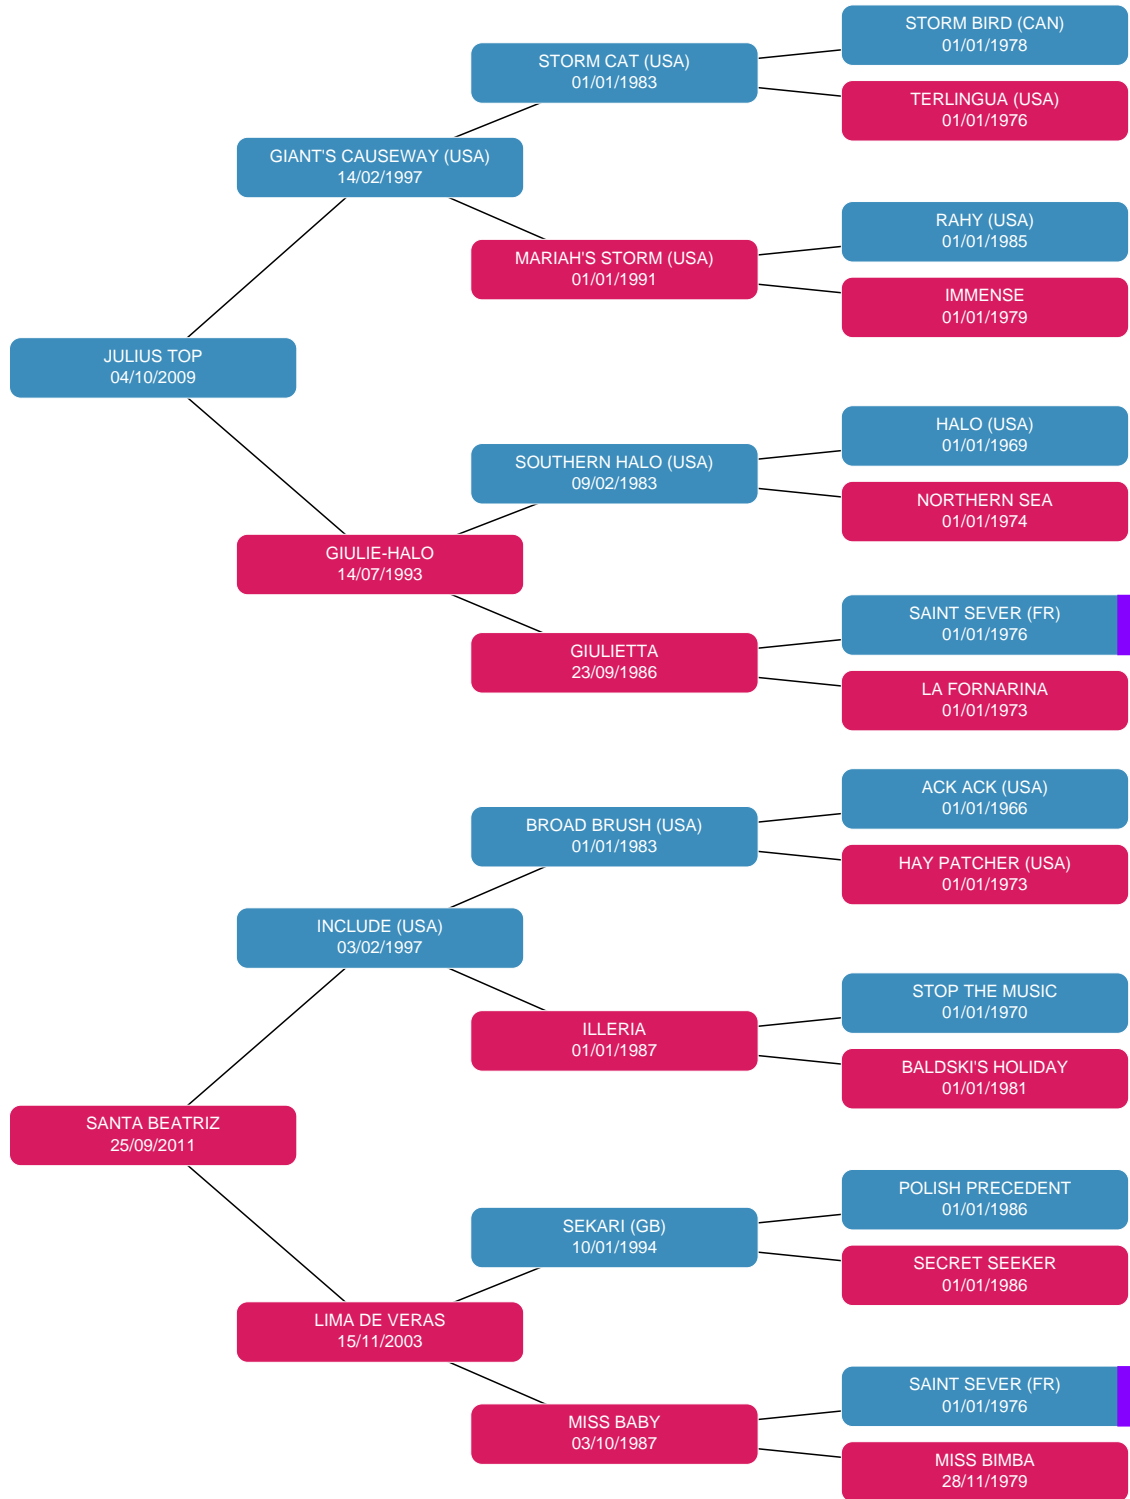 STORM BIRD (CAN)
01/01/1978
STORM CAT (USA)
01/01/1983
TERLINGUA (USA)
01/01/1976
GIANT'S CAUSEWAY (USA)
14/02/1997
RAHY (USA)
01/01/1985
MARIAH'S STORM (USA)
01/01/1991
IMMENSE
01/01/1979
JULIUS TOP
04/10/2009
HALO (USA)
01/01/1969
SOUTHERN HALO (USA)
09/02/1983
NORTHERN SEA
01/01/1974
GIULIE-HALO
14/07/1993
SAINT SEVER (FR)
01/01/1976
GIULIETTA
23/09/1986
LA FORNARINA
01/01/1973
ACK ACK (USA)
01/01/1966
BROAD BRUSH (USA)
01/01/1983
HAY PATCHER (USA)
01/01/1973
INCLUDE (USA)
03/02/1997
STOP THE MUSIC
01/01/1970
ILLERIA
01/01/1987
BALDSKI'S HOLIDAY
01/01/1981
SANTA BEATRIZ
25/09/2011
POLISH PRECEDENT
01/01/1986
SEKARI (GB)
10/01/1994
SECRET SEEKER
01/01/1986
LIMA DE VERAS
15/11/2003
SAINT SEVER (FR)
01/01/1976
MISS BABY
03/10/1987
MISS BIMBA
28/11/1979